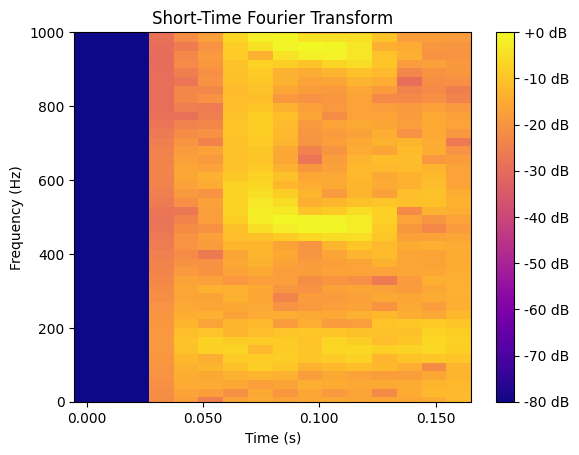 Short-Time Fourier Transform
1000
800
600
400
200
0
Frequency (Hz)
0.000
0.050
0.100
0.150
Time (s)
+0 dB
-10 dB
-20 dB
-30 dB
-40 dB
-50 dB
-60 dB
-70 dB
-80 dB